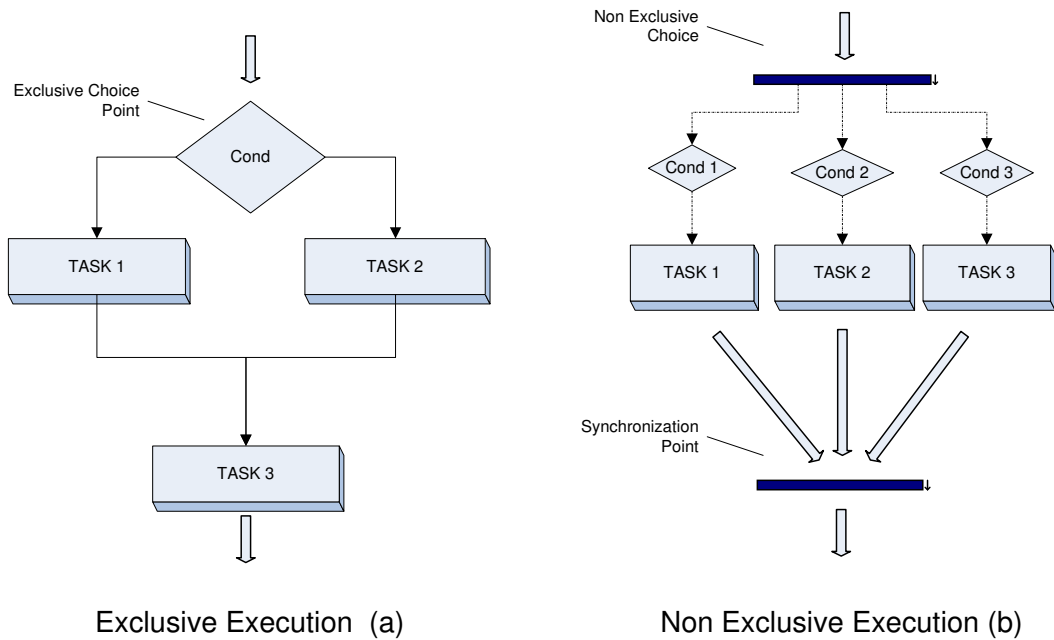 Exclusive Choice
Point
Cond
TASK 1
TASK 2
TASK 3
Exclusive Execution (a)
Non Exclusive
Choice
Cond 1
Cond 2
Cond 3
TASK 1
TASK 2
TASK 3
Synchronization
Point
Non Exclusive Execution (b)